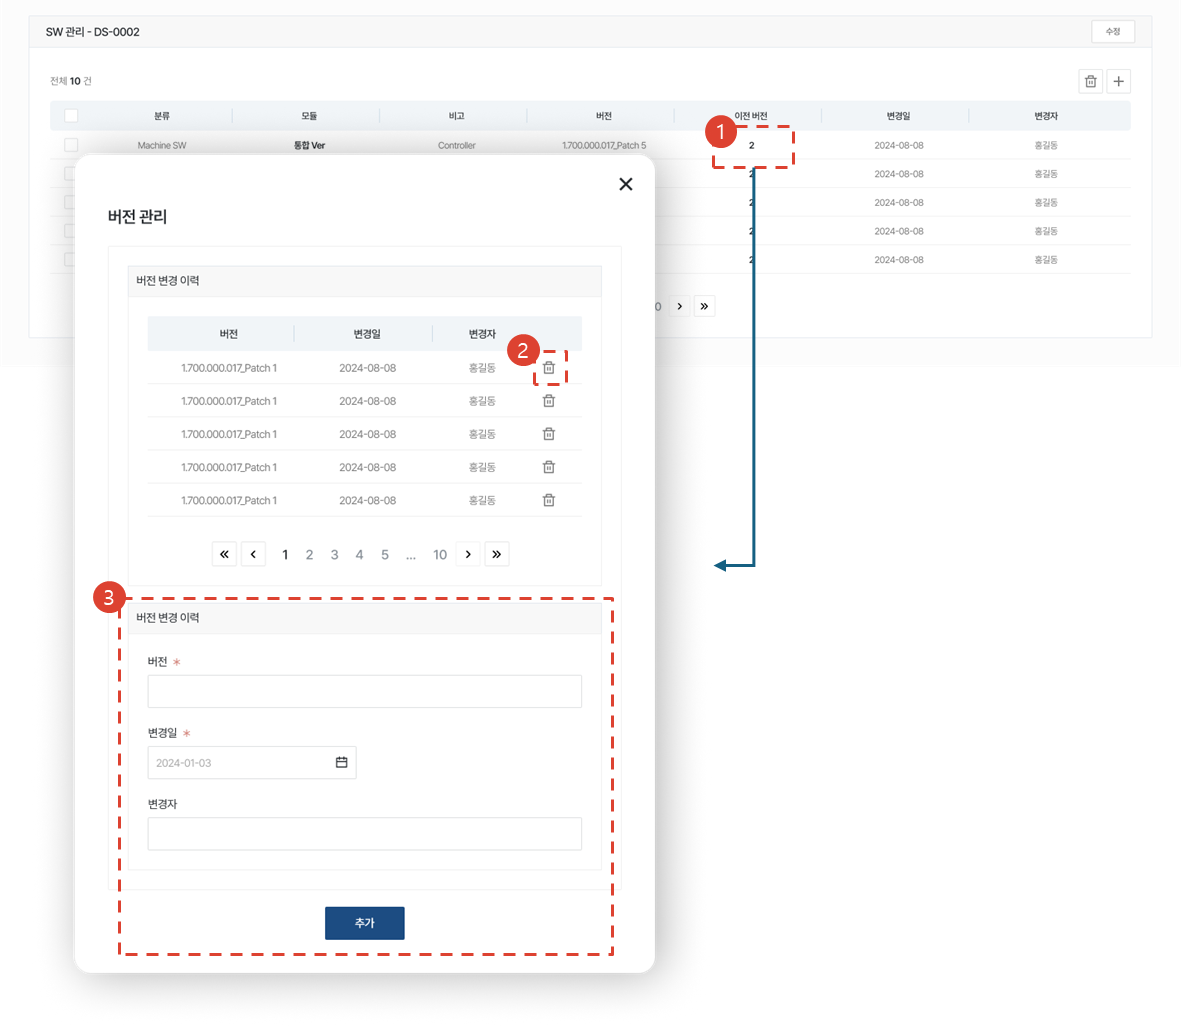 SW 관리 - DS-0002
수정
전체 10 건
분류 모듈 비고 버전 이전 버전 변경일 변경자
1
Machine SW 통합 Ver Controller 1.700.000.017_Patch 5 2 2024-08-08 홍길동
2 2024-08-08 홍길동
2 2024-08-08 홍길동
2 2024-08-08 홍길동
2 2024-08-08 홍길동
0 › »
버전 관리
버전 변경 이력
버전 변경일 변경자
2
1.700.000.017_Patch 1 2024-08-08 홍길동
1.700.000.017_Patch 1 2024-08-08 홍길동
1.700.000.017_Patch 1 2024-08-08 홍길동
1.700.000.017_Patch 1 2024-08-08 홍길동
1.700.000.017_Patch 1 2024-08-08 홍길동
« ‹ 1 2 3 4 5 ... 10 › »
3
버전 변경 이력
버전 *
변경일 *
2024-01-03
변경자
추가